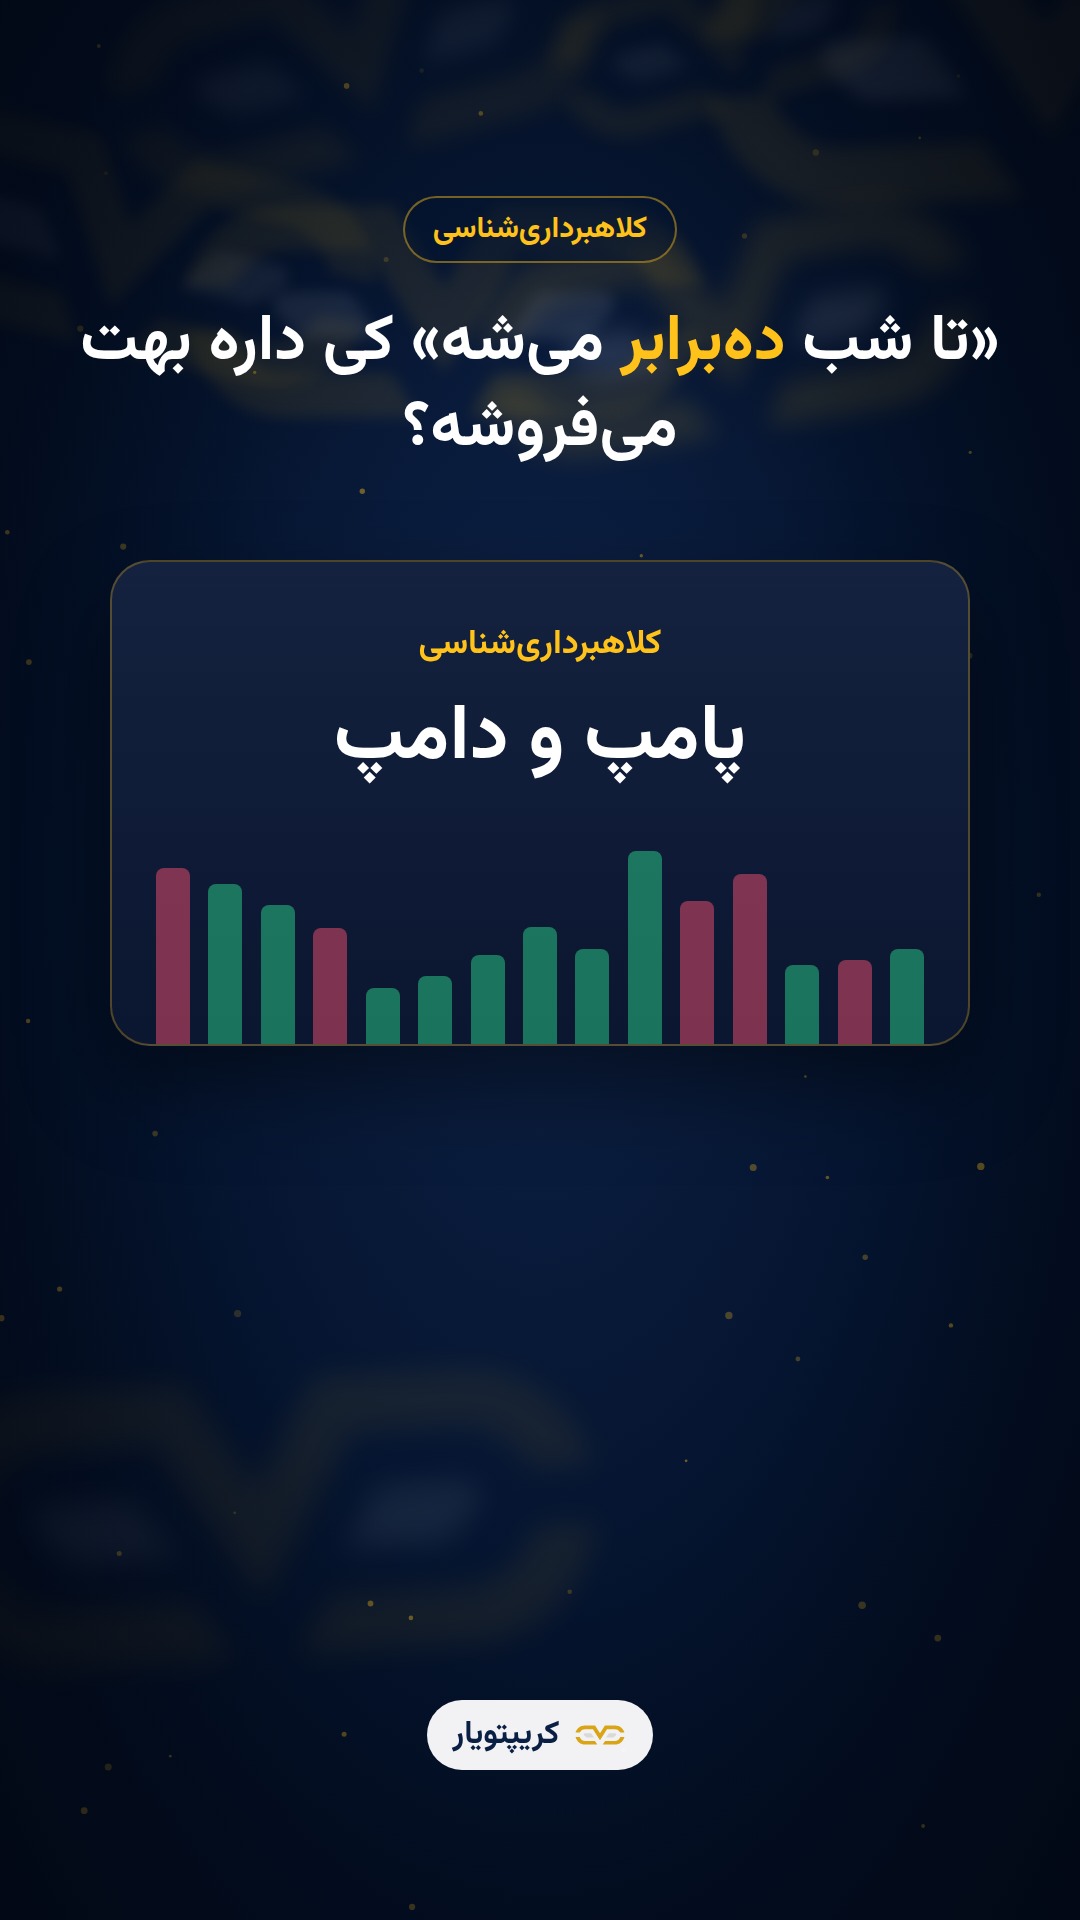 کلاهبرداری‌شناسی
«تا شب ده‌برابر می‌شه» کی داره بهت
می‌فروشه؟
کلاهبرداری‌شناسی
پامپ و دامپ
کریپتویار